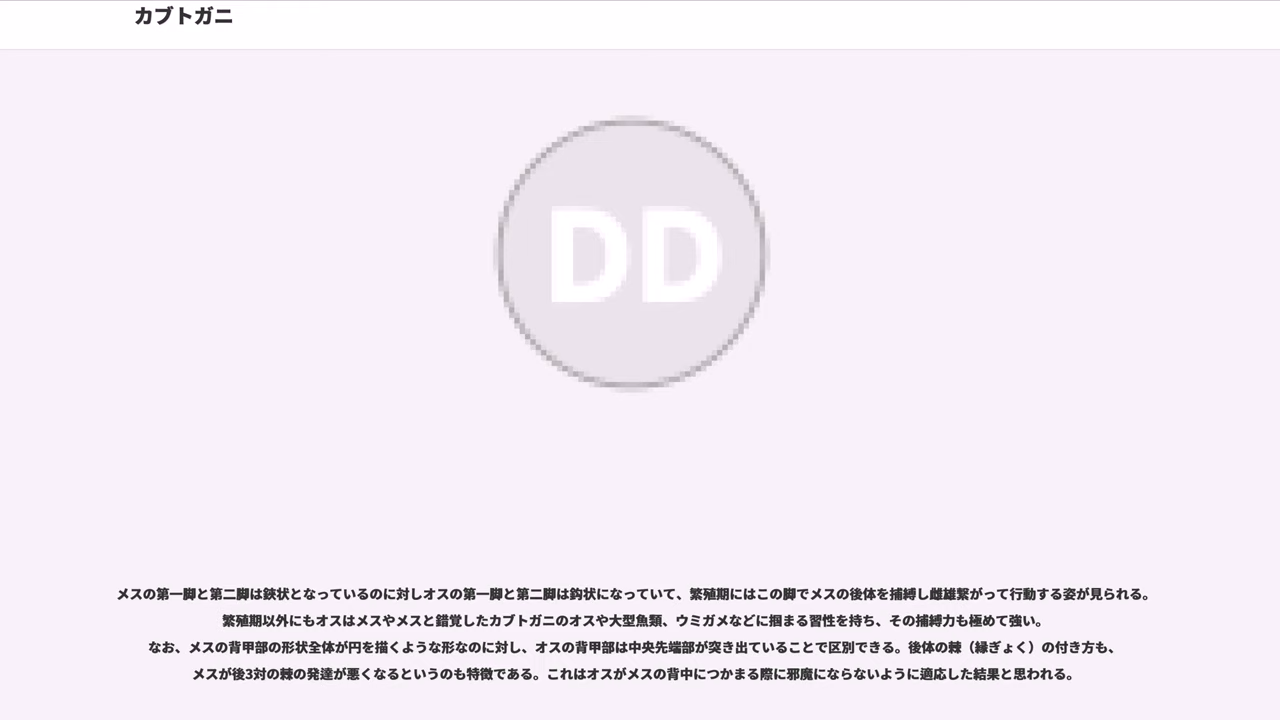 カブトガニ
DD
メスの第一脚と第二脚は鋏状となっているのに対しオスの第一脚と第二脚は鈎状になっていて、繁殖期にはこの脚でメスの後体を捕縛し雌雄繋がって行動する姿が見られる。
繁殖期以外にもオスはメスやメスと錯覚したカブトガニのオスや大型魚類、ウミガメなどに掴まる習性を持ち、その捕縛力も極めて強い。
なお、メスの背甲部の形状全体が円を描くような形なのに対し、オスの背甲部は中央先端部が突き出ていることで区別できる。後体の棘（縁ぎょく）の付き方も、
メスが後3対の棘の発達が悪くなるというのも特徴である。これはオスがメスの背中につかまる際に邪魔にならないように適応した結果と思われる。